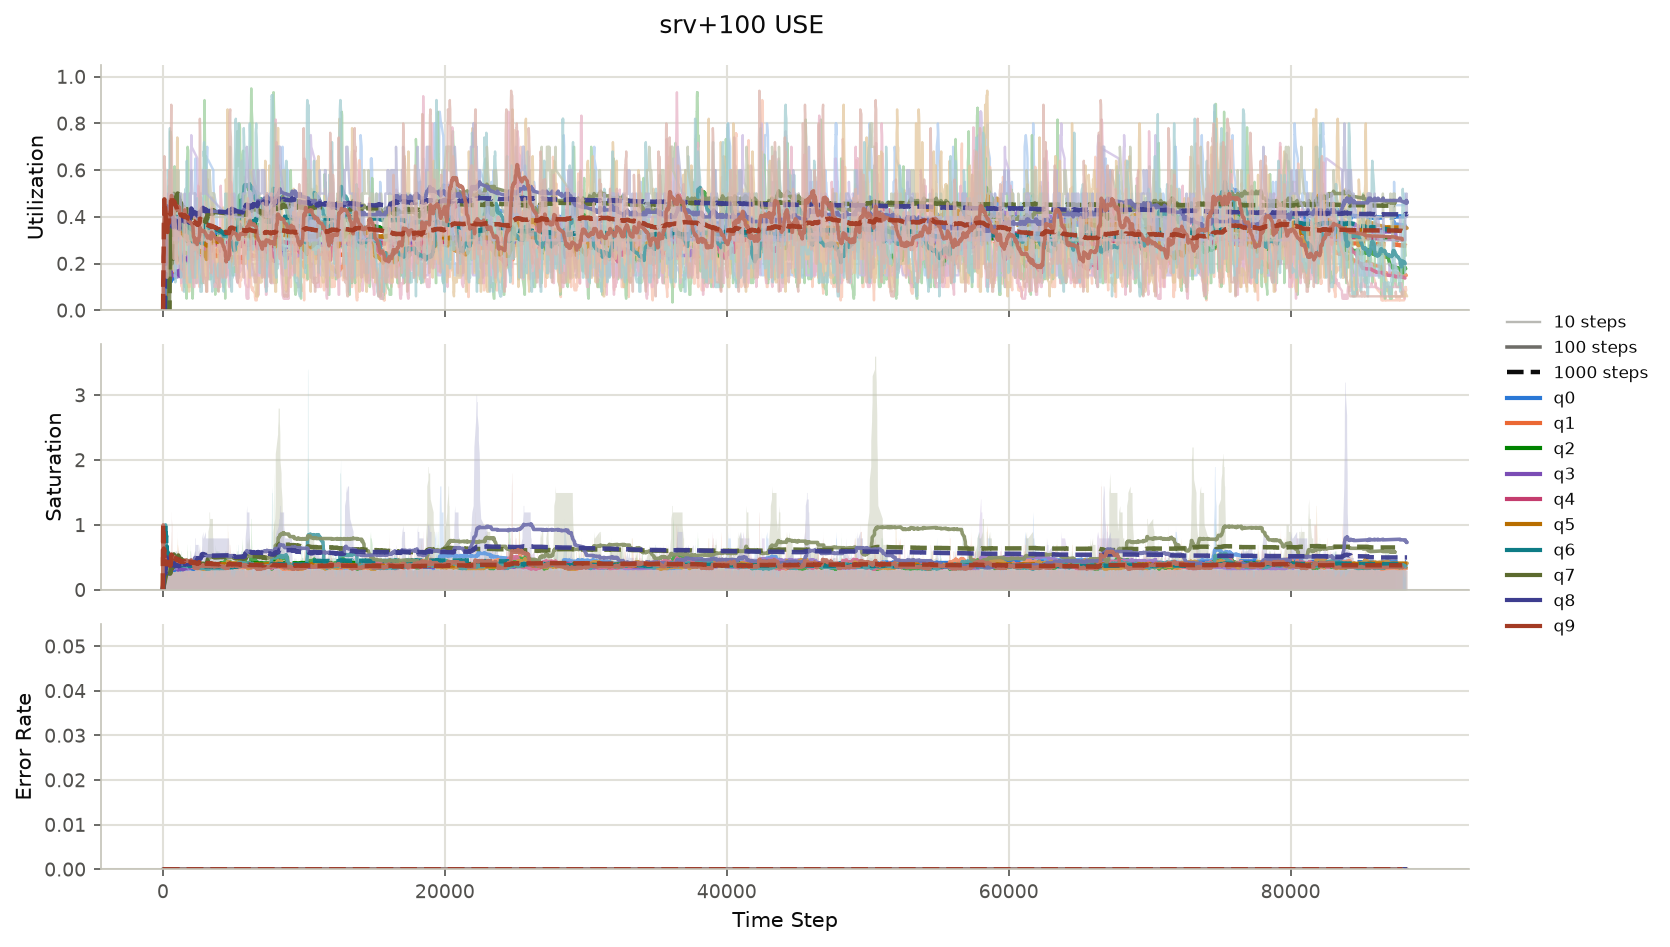 srv+100 USE
Utilization
1.0
0.8
0.6
0.4
0.2
0.0
Saturation
3
2
1
0
Error Rate
0.05
0.04
0.03
0.02
0.01
0.00
0
20000
40000
60000
80000
Time Step
10 steps
100 steps
1000 steps
q0
q1
q2
q3
q4
q5
q6
q7
q8
q9